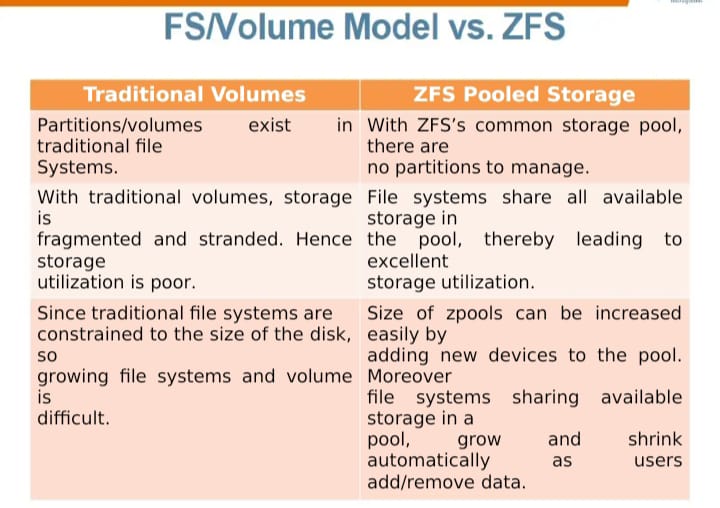 FS/Volume Model vs. ZFS
Traditional Volumes
ZFS Pooled Storage
Partitions/volumes exist in
traditional file
Systems.
With ZFS's common storage pool,
there are
no partitions to manage.
With traditional volumes, storage
is
fragmented and stranded. Hence
storage
utilization is poor.
File systems share all available
storage in
the pool, thereby leading to
excellent
storage utilization.
Since traditional file systems are
constrained to the size of the disk,
so
growing file systems and volume
is
difficult.
Size of zpools can be increased
easily by
adding new devices to the pool.
Moreover
file systems sharing available
storage in a
pool, grow and shrink
automatically as users
add/remove data.